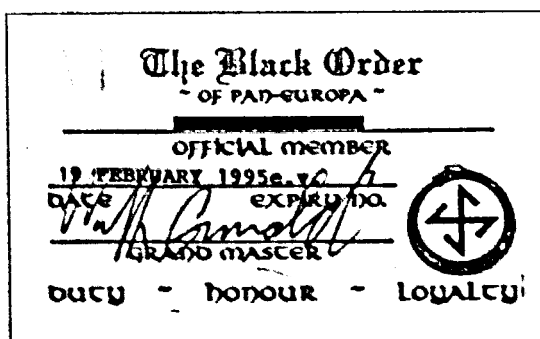 The Black Order
~ OF PAN-EUROPA ~
OFFICIAL MEMBER
19 FEBRUARY 1995e.v.
DATE EXPIRY NO.
GRAND MASTER
DUTY - HONOUR - LOYALTY